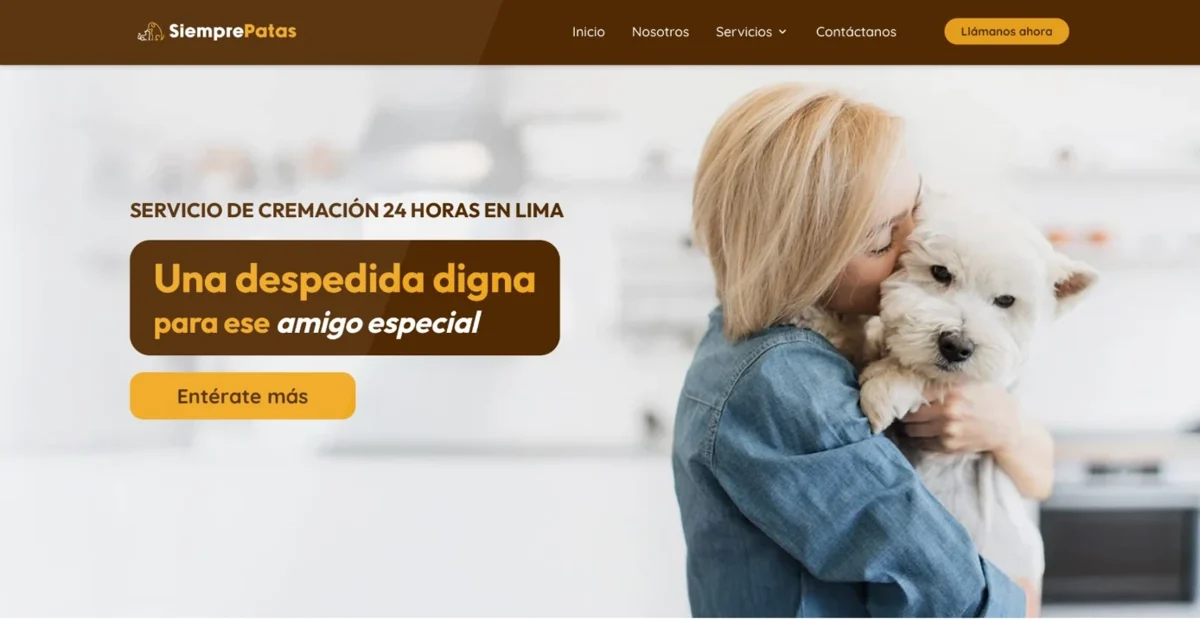 SiemprePatas
Inicio
Nosotros
Servicios
Contáctanos
Llámanos ahora
SERVICIO DE CREMACIÓN 24 HORAS EN LIMA
Una despedida digna
para ese amigo especial
Entérate más